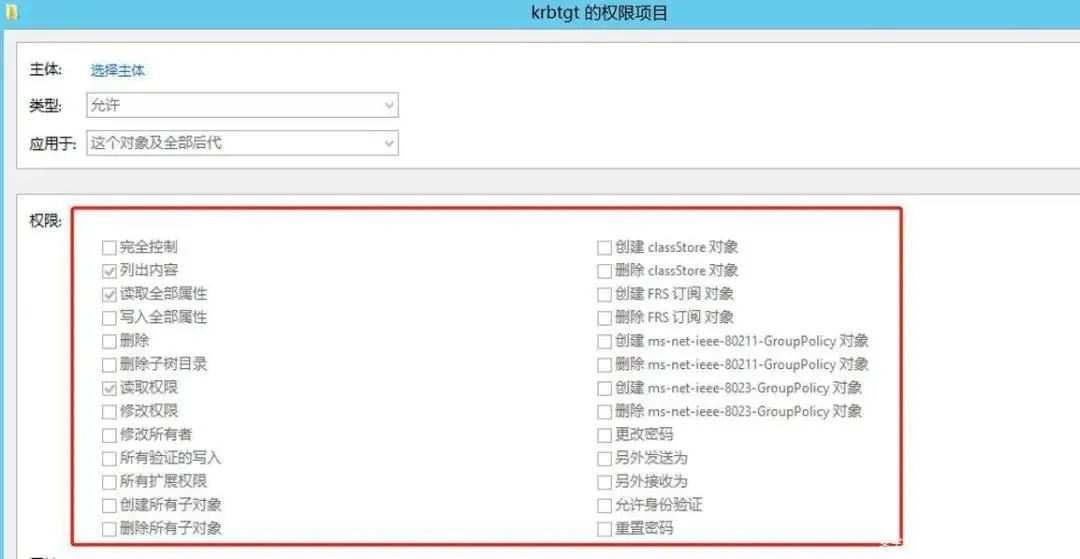 krbtgt 的权限项目
主体: 选择主体
类型: 允许
应用于: 这个对象及全部后代
权限:
完全控制
列出内容
读取全部属性
写入全部属性
删除
删除子树目录
读取权限
修改权限
修改所有者
所有验证的写入
所有扩展权限
创建所有子对象
删除所有子对象
创建 classStore 对象
删除 classStore 对象
创建 FRS 订阅 对象
删除 FRS 订阅 对象
创建 ms-net-ieee-80211-GroupPolicy 对象
删除 ms-net-ieee-80211-GroupPolicy 对象
创建 ms-net-ieee-8023-GroupPolicy 对象
删除 ms-net-ieee-8023-GroupPolicy 对象
更改密码
另外发送为
另外接收为
允许身份验证
重置密码